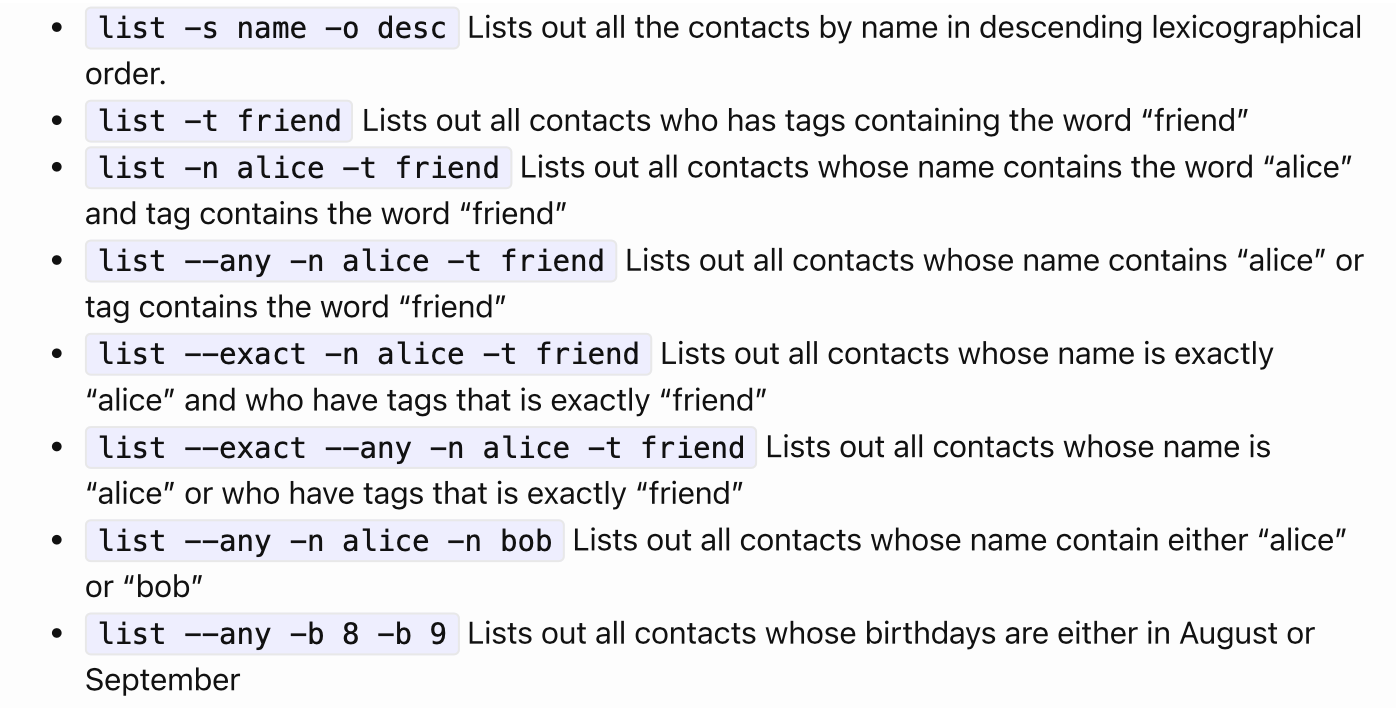 • list -s name -o desc Lists out all the contacts by name in descending lexicographical
order.
• list -t friend Lists out all contacts who has tags containing the word “friend”
• list -n alice -t friend Lists out all contacts whose name contains the word “alice”
and tag contains the word “friend”
• list --any -n alice -t friend Lists out all contacts whose name contains “alice” or
tag contains the word “friend”
• list --exact -n alice -t friend Lists out all contacts whose name is exactly
“alice” and who have tags that is exactly “friend”
• list --exact --any -n alice -t friend Lists out all contacts whose name is
“alice” or who have tags that is exactly “friend”
• list --any -n alice -n bob Lists out all contacts whose name contain either “alice”
or “bob”
• list --any -b 8 -b 9 Lists out all contacts whose birthdays are either in August or
September